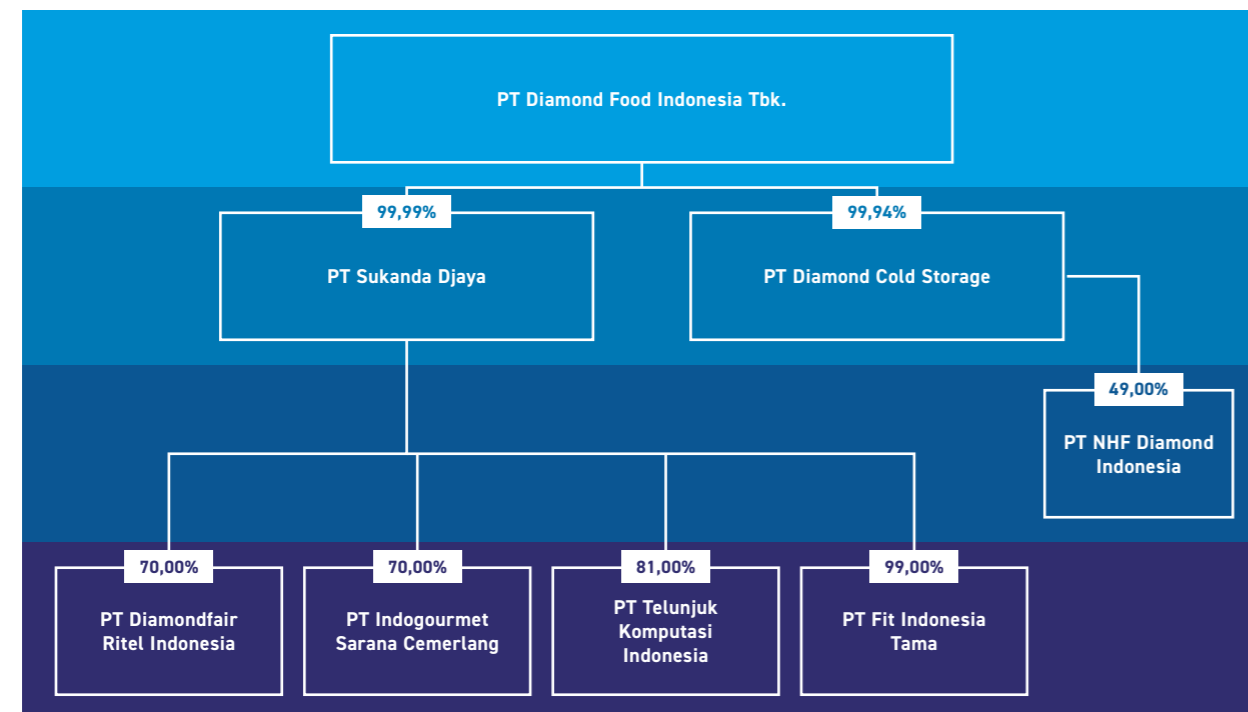 PT Diamond Food Indonesia Tbk.
99,99%
PT Sukanda Djaya
99,94%
PT Diamond Cold Storage
49,00%
PT NHF Diamond
Indonesia
70,00%
PT Diamondfair
Ritel Indonesia
70,00%
PT Indogourmet
Sarana Cemerlang
81,00%
PT Telunjuk
Komputasi
Indonesia
99,00%
PT Fit Indonesia
Tama